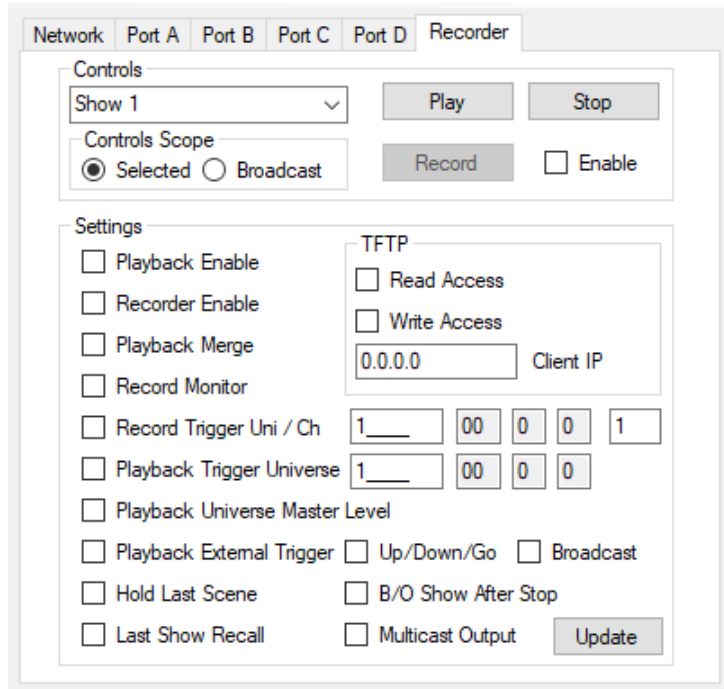 Network Port A Port B Port C Port D Recorder
Controls
Show 1 Play Stop
Controls Scope
Selected Broadcast Record Enable
Settings
TFTP
Playback Enable Read Access
Recorder Enable Write Access
Playback Merge 0.0.0.0 Client IP
Record Monitor
Record Trigger Uni / Ch 1____ 00 0 0 1
Playback Trigger Universe 1____ 00 0 0
Playback Universe Master Level
Playback External Trigger Up/Down/Go Broadcast
Hold Last Scene B/O Show After Stop
Last Show Recall Multicast Output Update